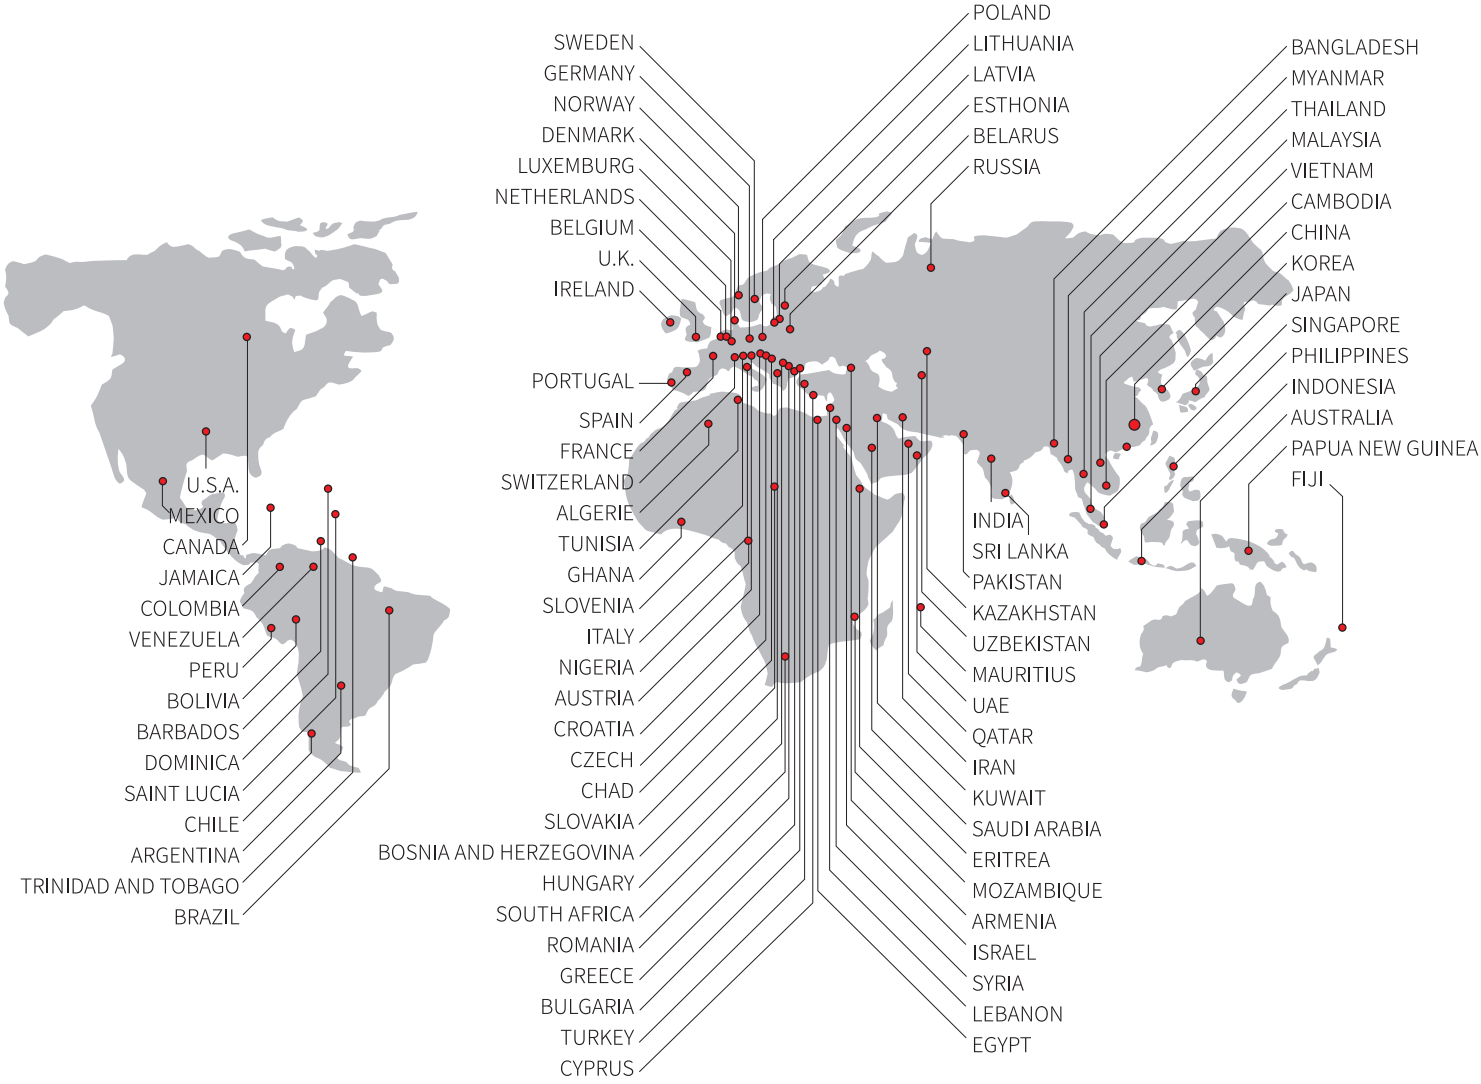 SWEDEN
GERMANY
NORWAY
DENMARK
LUXEMBURG
NETHERLANDS
BELGIUM
U.K.
IRELAND
POLAND
LITHUANIA
LATVIA
ESTHONIA
BELARUS
RUSSIA
BANGLADESH
MYANMAR
THAILAND
MALAYSIA
VIETNAM
CAMBODIA
CHINA
KOREA
JAPAN
SINGAPORE
PHILIPPINES
INDONESIA
AUSTRALIA
PAPUA NEW GUINEA
FIJI
U.S.A.
MEXICO
CANADA
JAMAICA
COLOMBIA
VENEZUELA
PERU
BOLIVIA
BARBADOS
DOMINICA
SAINT LUCIA
CHILE
ARGENTINA
TRINIDAD AND TOBAGO
BRAZIL
PORTUGAL
SPAIN
FRANCE
SWITZERLAND
ALGERIE
TUNISIA
GHANA
SLOVENIA
ITALY
NIGERIA
AUSTRIA
CROATIA
CZECH
CHAD
SLOVAKIA
BOSNIA AND HERZEGOVINA
HUNGARY
SOUTH AFRICA
ROMANIA
GREECE
BULGARIA
TURKEY
CYPRUS
INDIA
SRI LANKA
PAKISTAN
KAZAKHSTAN
UZBEKISTAN
MAURITIUS
UAE
QATAR
IRAN
KUWAIT
SAUDI ARABIA
ERITREA
MOZAMBIQUE
ARMENIA
ISRAEL
SYRIA
LEBANON
EGYPT